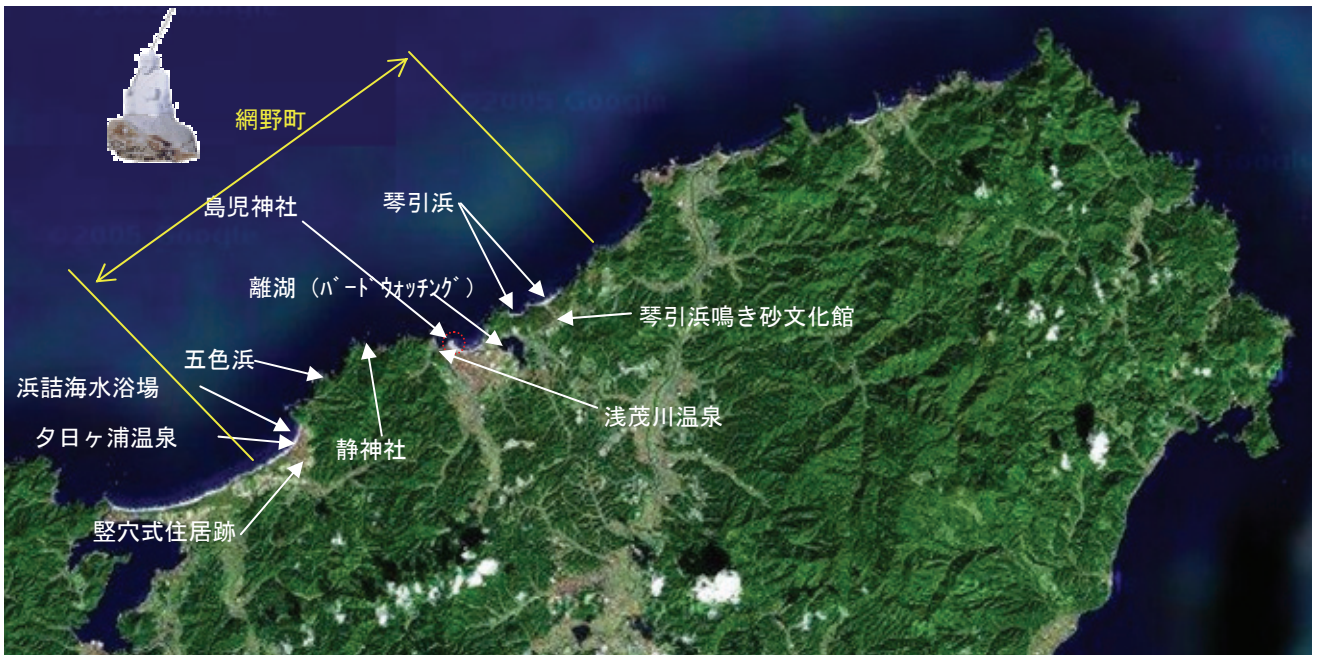 網野町
島児神社
琴引浜
離湖（ﾊﾞｰﾄﾞｳｫｯﾁﾝｸﾞ）
琴引浜鳴き砂文化館
五色浜
浜詰海水浴場
浅茂川温泉
夕日ヶ浦温泉
静神社
竪穴式住居跡
©2005 Google